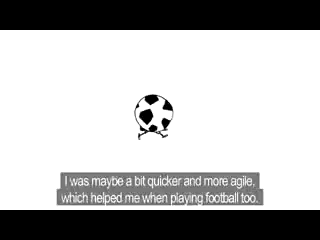 I was maybe a bit quicker and more agile,
which helped me when playing football too.